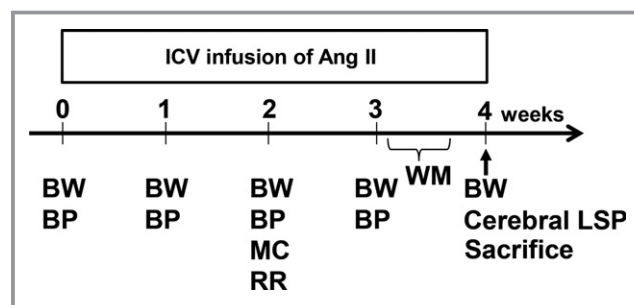 ICV infusion of Ang II
0 1 2 3 4 weeks
WM
BW BW BW BW BW
BP BP BP BP Cerebral LSP
MC Sacrifice
RR